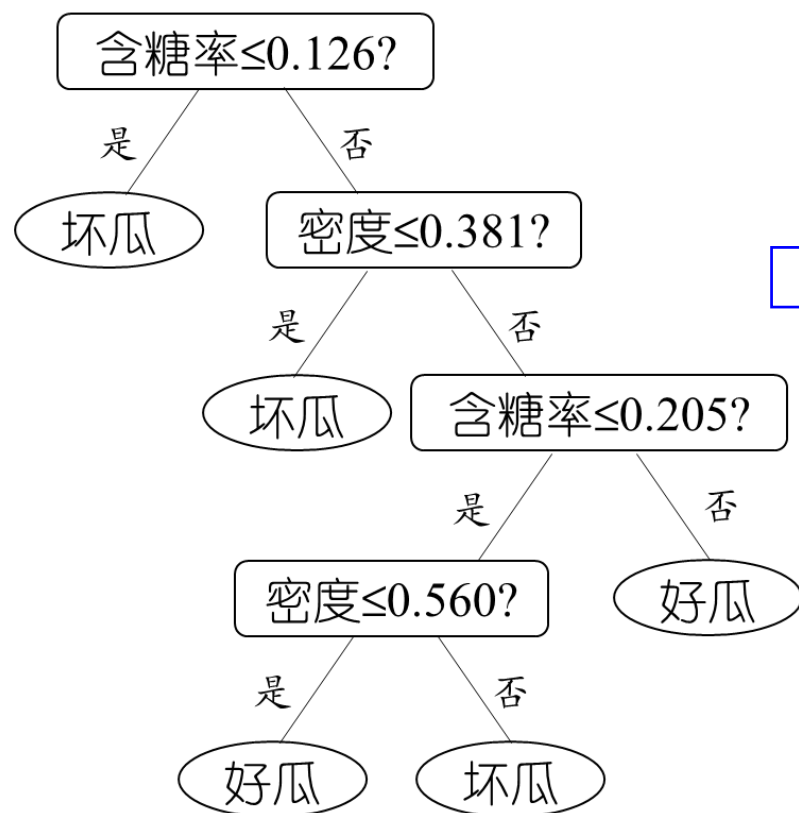 含糖率≤0.126?
是
否
坏瓜
密度≤0.381?
是
否
坏瓜
含糖率≤0.205?
是
否
密度≤0.560?
好瓜
是
否
好瓜
坏瓜